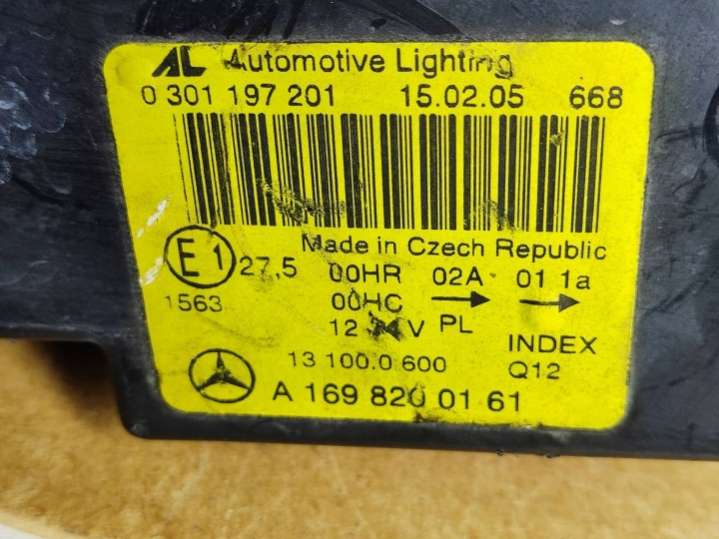 AL Automotive Lighting
0 301 197 201 15.02.05 668
Made in Czech Republic
E1 27,5 00HR 02A 01 1a
1563 00HC → →
12 V PL INDEX
13 100.0 600 Q12
A 169 820 01 61